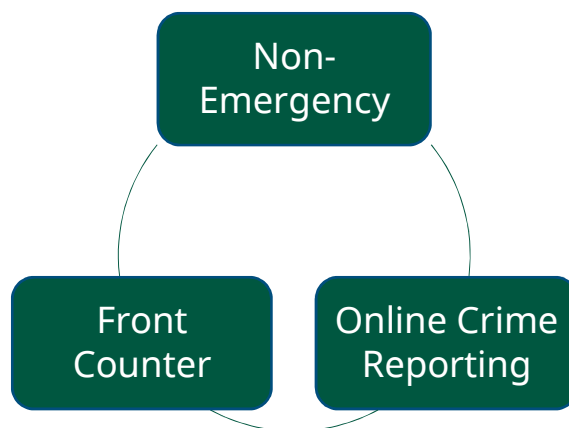 Non-
Emergency
Front
Counter
Online Crime
Reporting